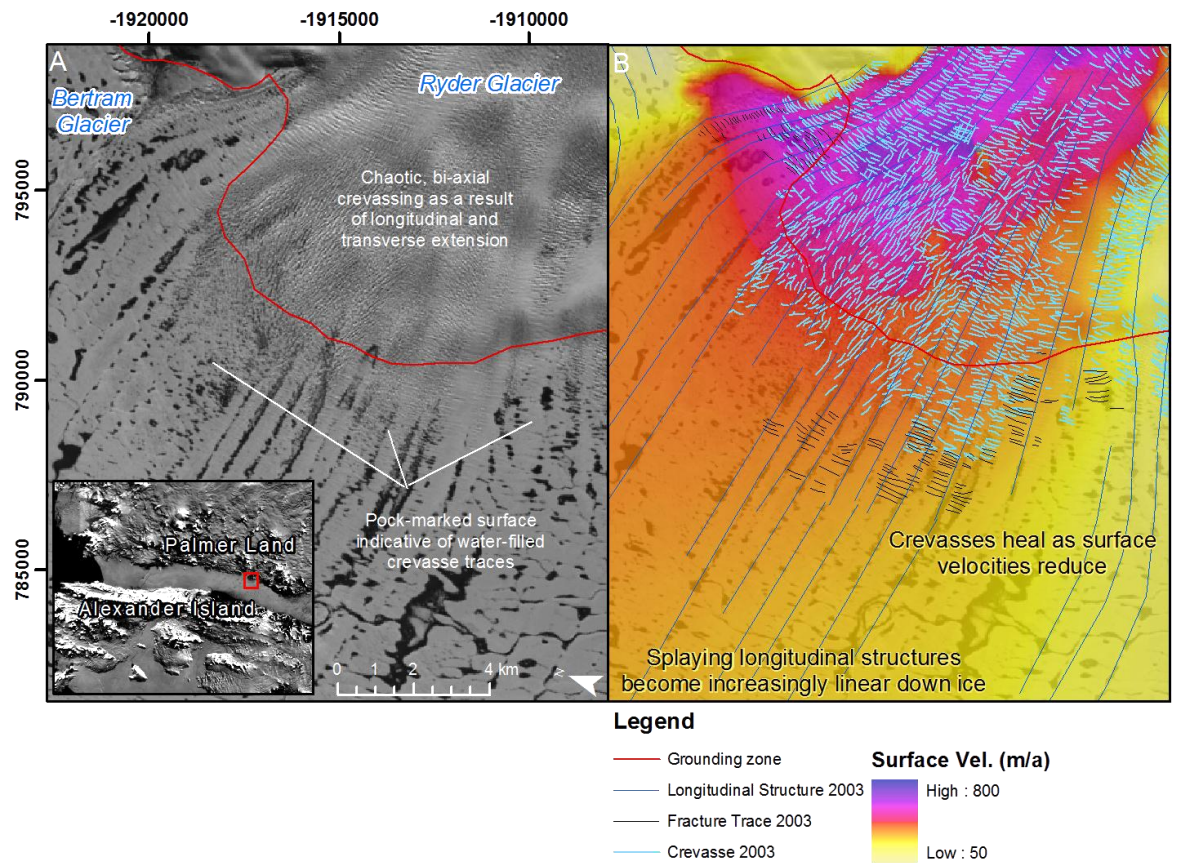 -1920000
-1915000
-1910000
A
Bertram
Glacier
Ryder Glacier
795000
Chaotic, bi-axial
crevassing as a result
of longitudinal and
transverse extension
790000
Pock-marked surface
indicative of water-filled
crevasse traces
785000
Palmer Land
Alexander Island
0 1 2 4 km
N
B
Crevasses heal as surface
velocities reduce
Splaying longitudinal structures
become increasingly linear down ice
Legend
Grounding zone
Longitudinal Structure 2003
Fracture Trace 2003
Crevasse 2003
Surface Vel. (m/a)
High : 800
Low : 50